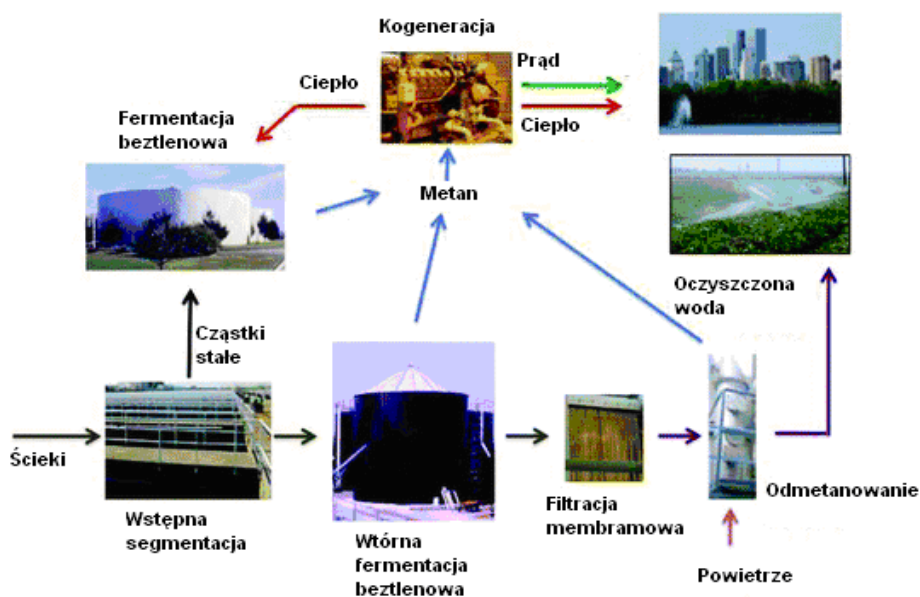 Kogeneracja
Prąd
Ciepło
Ciepło
Fermentacja
beztlenowa
Metan
Oczyszczona
woda
Cząstki
stałe
Ścieki
Wstępna
segmentacja
Wtórna
fermentacja
beztlenowa
Filtracja
membramowa
Odmetanowanie
Powietrze